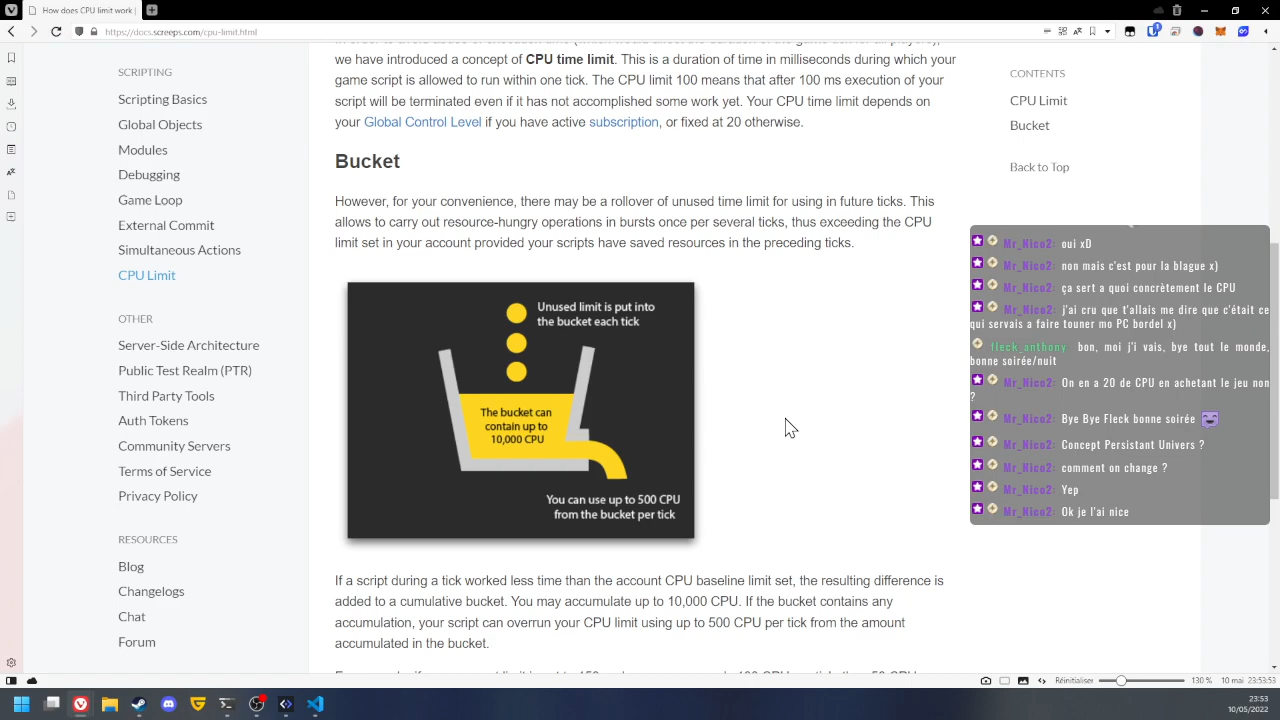 How does CPU limit work |
https://docs.screeps.com/cpu-limit.html
SCRIPTING
Scripting Basics
Global Objects
Modules
Debugging
Game Loop
External Commit
Simultaneous Actions
CPU Limit
OTHER
Server-Side Architecture
Public Test Realm (PTR)
Third Party Tools
Auth Tokens
Community Servers
Terms of Service
Privacy Policy
RESOURCES
Blog
Changelogs
Chat
Forum
we have introduced a concept of CPU time limit. This is a duration of time in milliseconds during which your
game script is allowed to run within one tick. The CPU limit 100 means that after 100 ms execution of your
script will be terminated even if it has not accomplished some work yet. Your CPU time limit depends on
your Global Control Level if you have active subscription, or fixed at 20 otherwise.
Bucket
However, for your convenience, there may be a rollover of unused time limit for using in future ticks. This
allows to carry out resource-hungry operations in bursts once per several ticks, thus exceeding the CPU
limit set in your account provided your scripts have saved resources in the preceding ticks.
Unused limit is put into
the bucket each tick
The bucket can
contain up to
10,000 CPU
You can use up to 500 CPU
from the bucket per tick
If a script during a tick worked less time than the account CPU baseline limit set, the resulting difference is
added to a cumulative bucket. You may accumulate up to 10,000 CPU. If the bucket contains any
accumulation, your script can overrun your CPU limit using up to 500 CPU per tick from the amount
accumulated in the bucket.
CONTENTS
CPU Limit
Bucket
Back to Top
Mr_Nico2: oui xD
Mr_Nico2: non mais c'est pour la blague x)
Mr_Nico2: ça sert a quoi concrètement le CPU
Mr_Nico2: j'ai cru que t'allais me dire que c'était ce
qui servais a faire touner mo PC bordel x)
fleck_anthony: bon, moi j'i vais, bye tout le monde,
bonne soirée/nuit
Mr_Nico2: On en a 20 de CPU en achetant le jeu non
?
Mr_Nico2: Bye Bye Fleck bonne soirée
Mr_Nico2: Concept Persistant Univers ?
Mr_Nico2: comment on change ?
Mr_Nico2: Yep
Mr_Nico2: Ok je l'ai nice
Réinitialiser
130 %
10 mai 23:53:53
23:53
10/05/2022